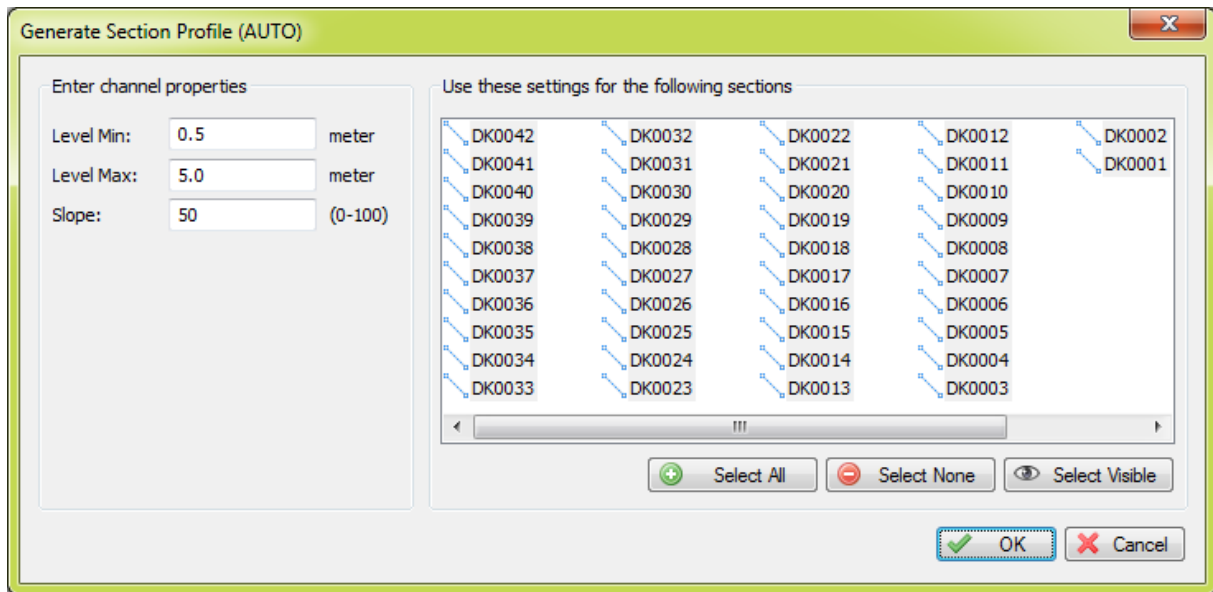 Generate Section Profile (AUTO)
Enter channel properties
Level Min: 0.5 meter
Level Max: 5.0 meter
Slope: 50 (0-100)
Use these settings for the following sections
DK0042 DK0032 DK0022 DK0012 DK0002
DK0041 DK0031 DK0021 DK0011 DK0001
DK0040 DK0030 DK0020 DK0010
DK0039 DK0029 DK0019 DK0009
DK0038 DK0028 DK0018 DK0008
DK0037 DK0027 DK0017 DK0007
DK0036 DK0026 DK0016 DK0006
DK0035 DK0025 DK0015 DK0005
DK0034 DK0024 DK0014 DK0004
DK0033 DK0023 DK0013 DK0003
Select All Select None Select Visible
OK Cancel